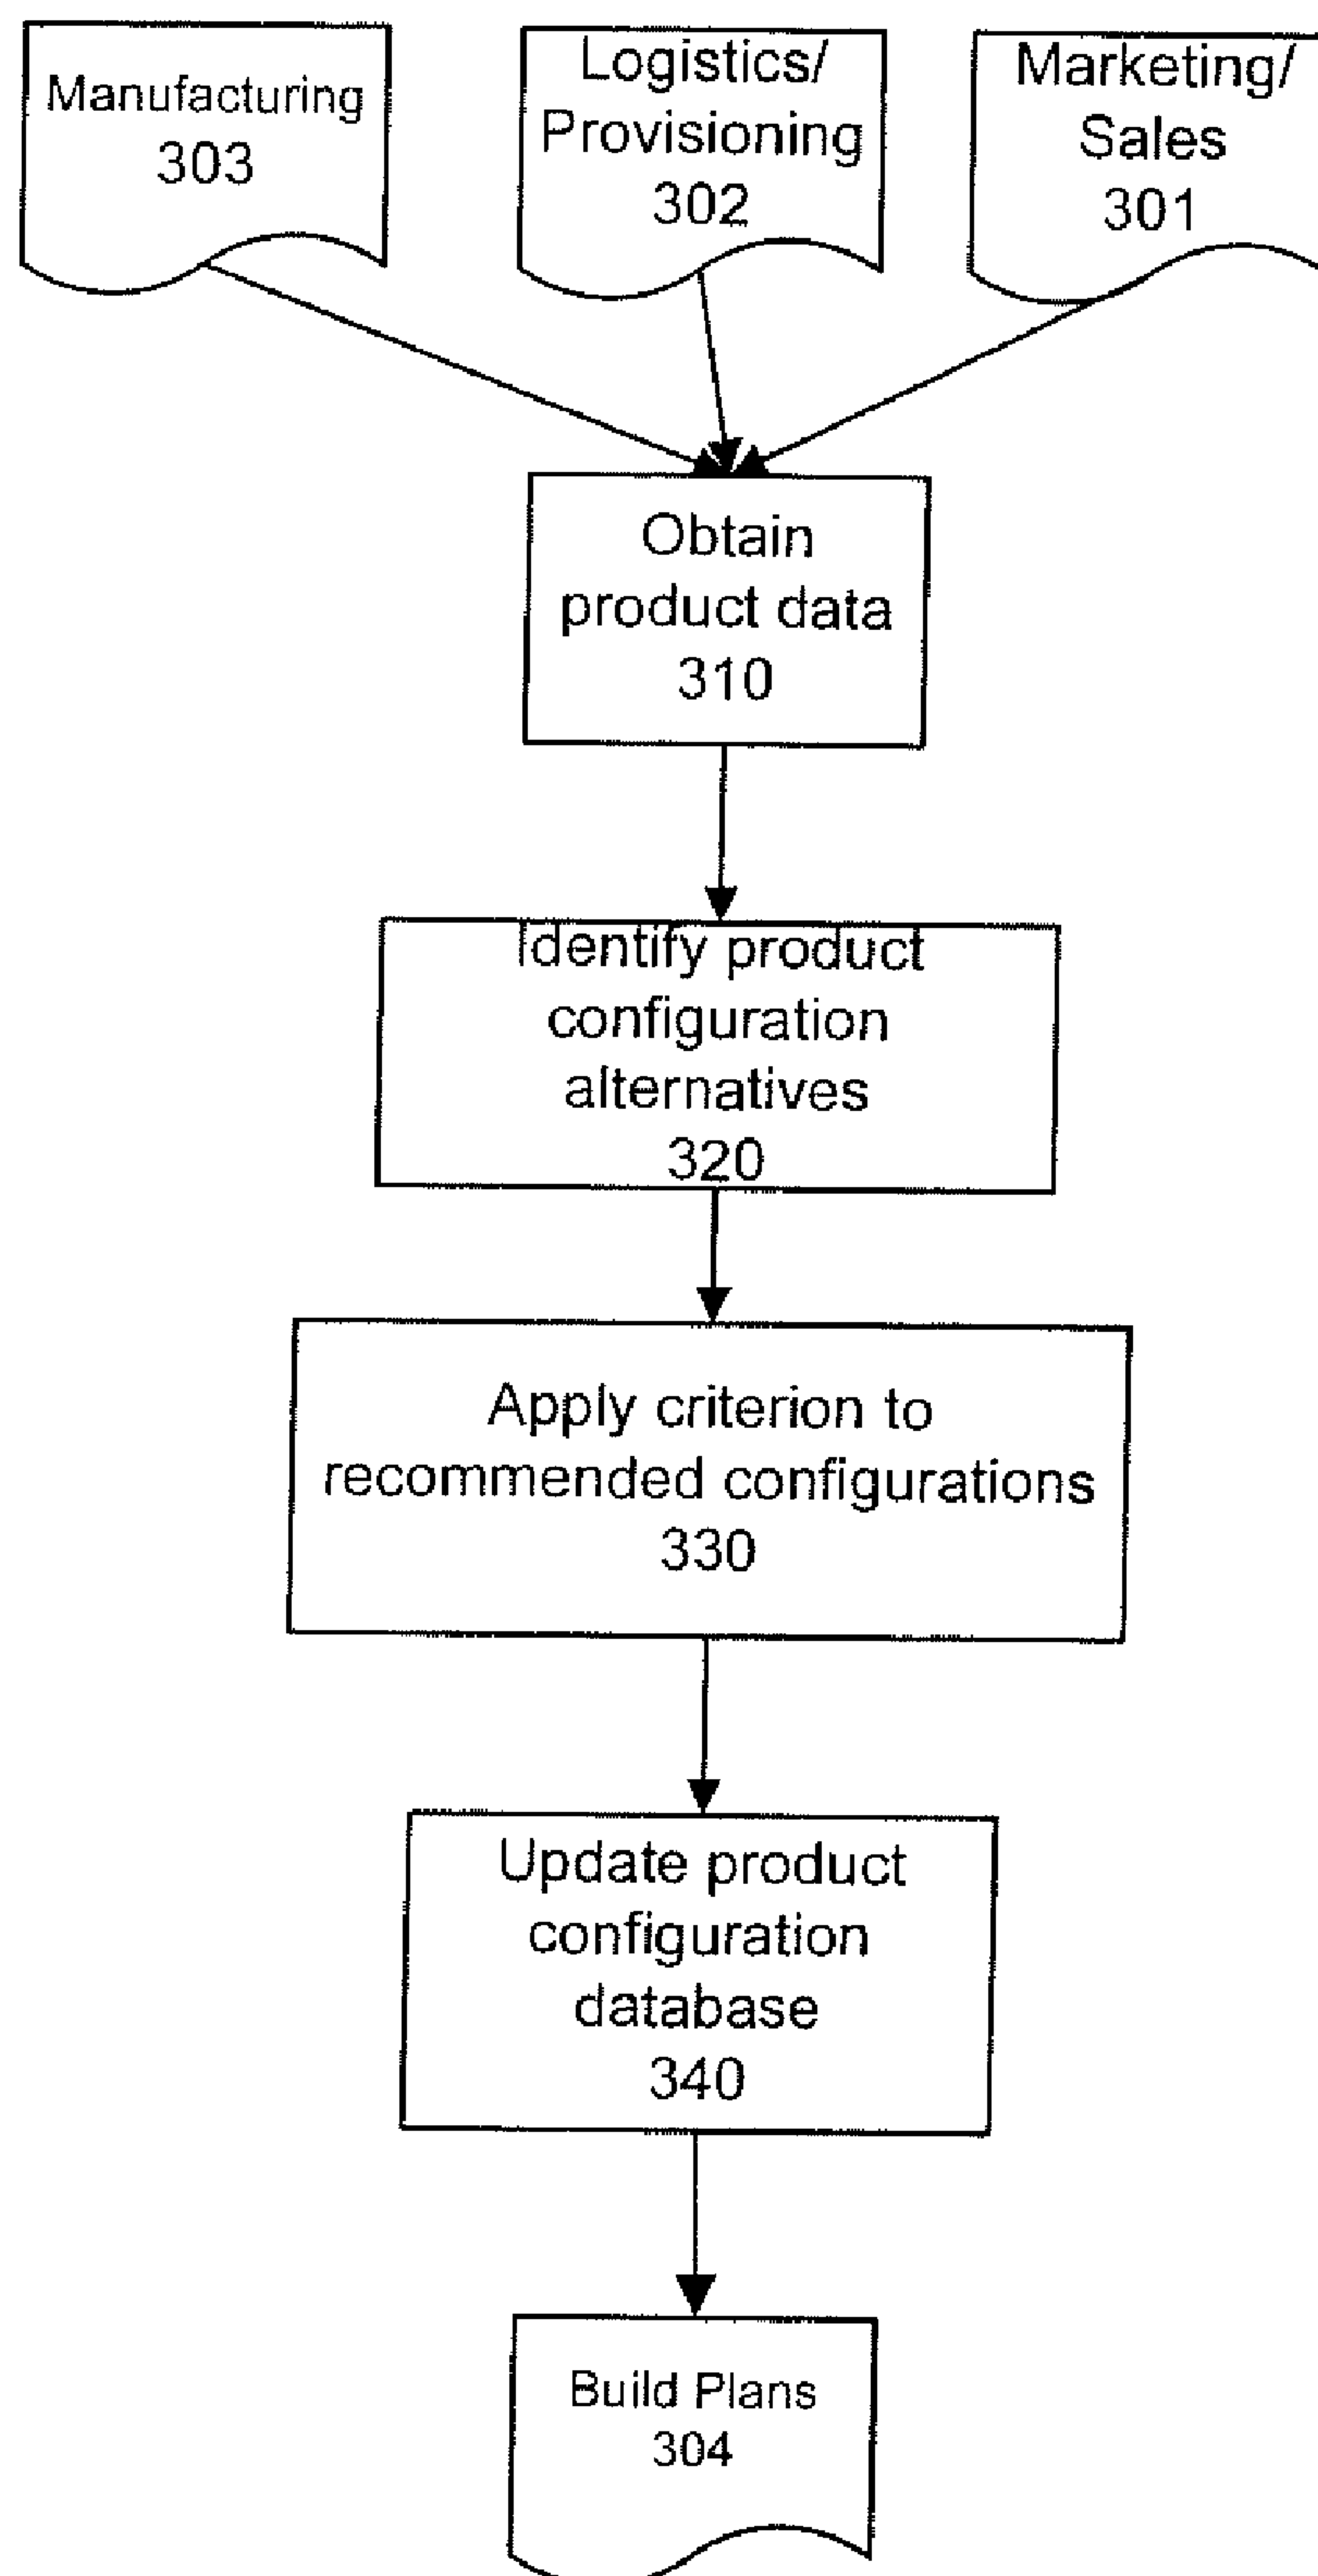 Manufacturing
303
Logistics/
Provisioning
302
Marketing/
Sales
301
Obtain
product data
310
Identify product
configuration
alternatives
320
Apply criterion to
recommended configurations
330
Update product
configuration
database
340
Build Plans
304